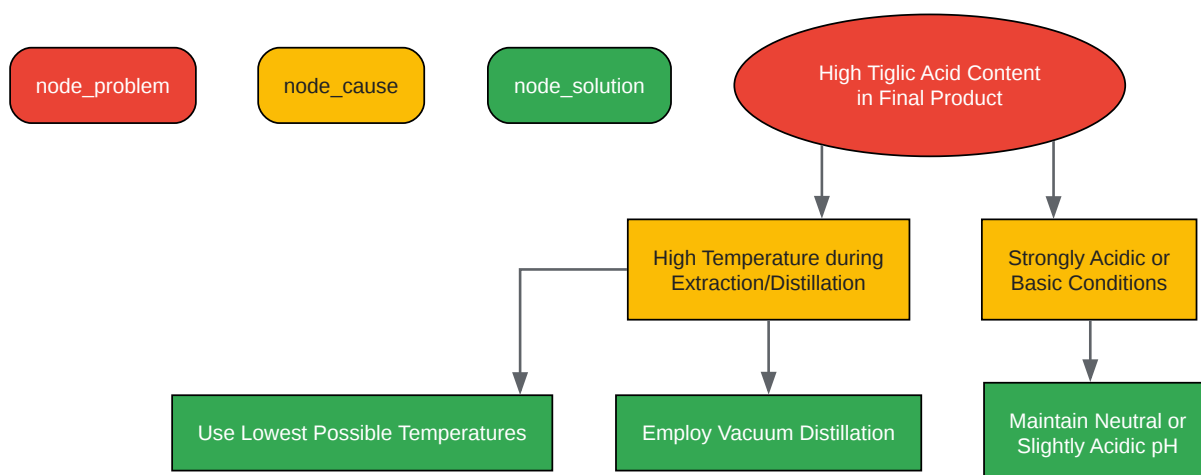 node_problem
node_cause
node_solution
High Tiglic Acid Content
in Final Product
High Temperature during
Extraction/Distillation
Strongly Acidic or
Basic Conditions
Use Lowest Possible Temperatures
Employ Vacuum Distillation
Maintain Neutral or
Slightly Acidic pH